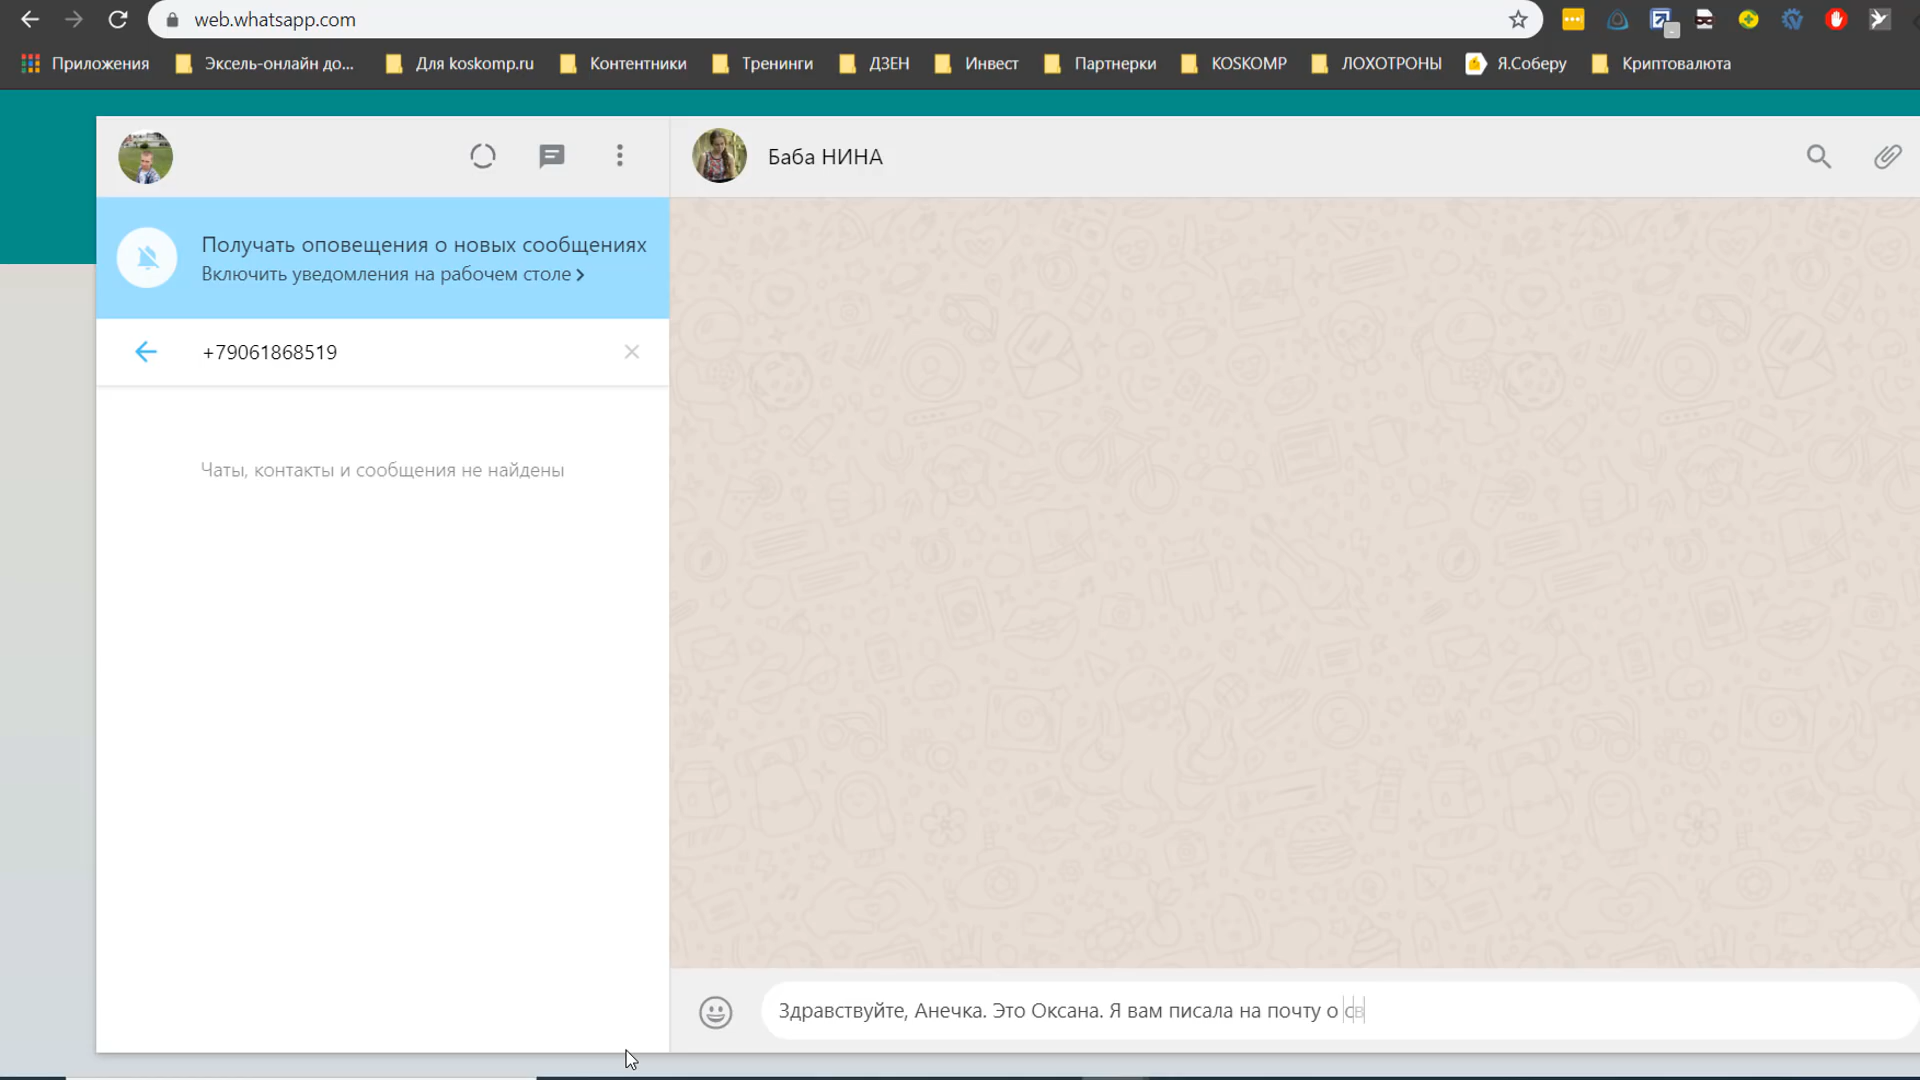 web.whatsapp.com
Приложения Эксель-онлайн до... Для koskomp.ru Контентники Тренинги ДЗЕН Инвест Партнерки KOSKOMP ЛОХОТРОНЫ Я.Соберу Криптовалюта
Баба НИНА
Получать оповещения о новых сообщениях
Включить уведомления на рабочем столе
+79061868519
Чаты, контакты и сообщения не найдены
Здравствуйте, Анечка. Это Оксана. Я вам писала на почту о св